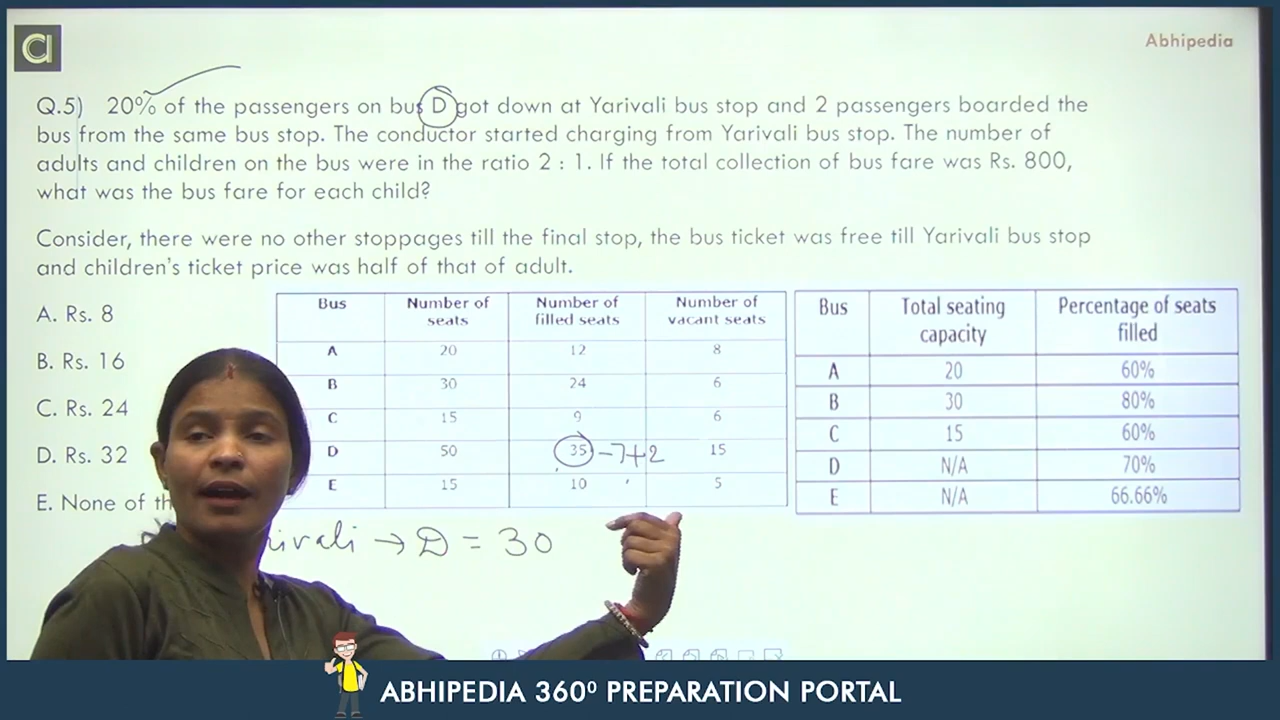 Abhipedia
Q.5) 20% of the passengers on bus D got down at Yarivali bus stop and 2 passengers boarded the
bus from the same bus stop. The conductor started charging from Yarivali bus stop. The number of
adults and children on the bus were in the ratio 2 : 1. If the total collection of bus fare was Rs. 800,
what was the bus fare for each child?
Consider, there were no other stoppages till the final stop, the bus ticket was free till Yarivali bus stop
and children's ticket price was half of that of adult.
A. Rs. 8
B. Rs. 16
C. Rs. 24
D. Rs. 32
E. None of
Bus Number of seats Number of filled seats Number of vacant seats
A 20 12 8
B 30 24 6
C 15 9 6
D 50 35 -7+2 15
E 15 10 5
Bus Total seating capacity Percentage of seats filled
A 20 60%
B 30 80%
C 15 60%
D N/A 70%
E N/A 66.66%
→ D = 30
ABHIPEDIA 360⁰ PREPARATION PORTAL